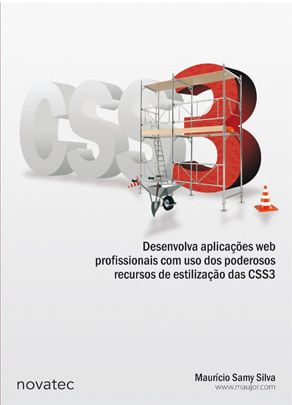 CSS3
Desenvolva aplicações web
profissionais com uso dos poderosos
recursos de estilização das CSS3
Maurício Samy Silva
www.maujor.com
novatec